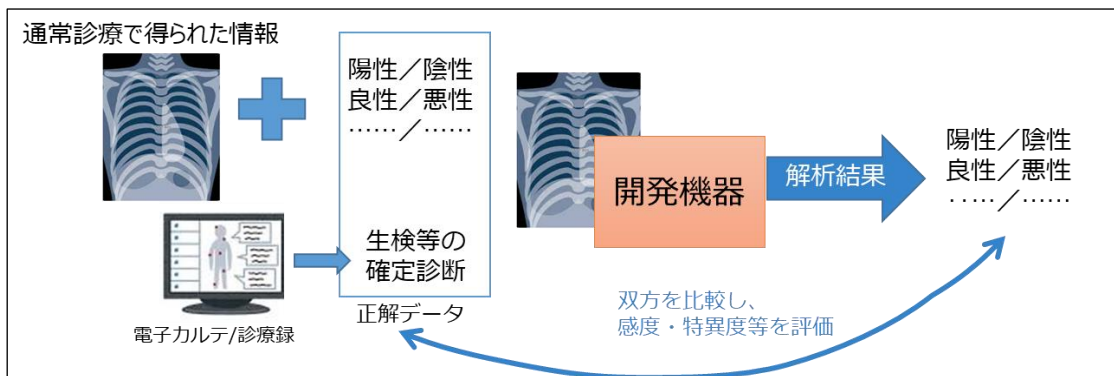 通常診療で得られた情報
陽性／陰性
良性／悪性
……／……
生検等の
確定診断
正解データ
電子カルテ/診療録
開発機器
解析結果
陽性／陰性
良性／悪性
‥…／……
双方を比較し、
感度・特異度等を評価